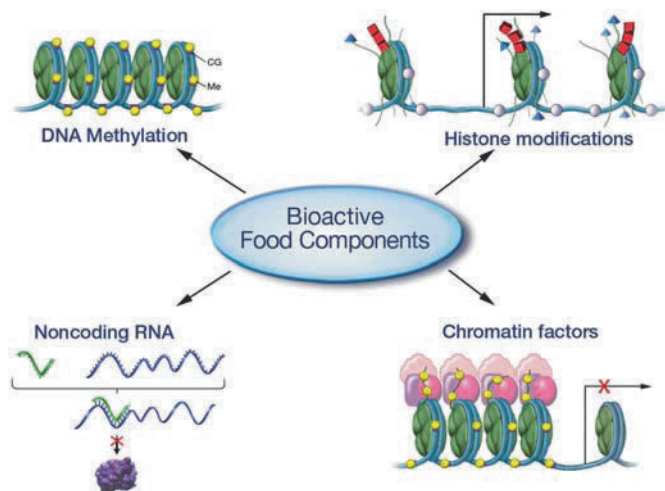 CG
Me
DNA Methylation
Histone modifications
Bioactive
Food Components
Noncoding RNA
Chromatin factors